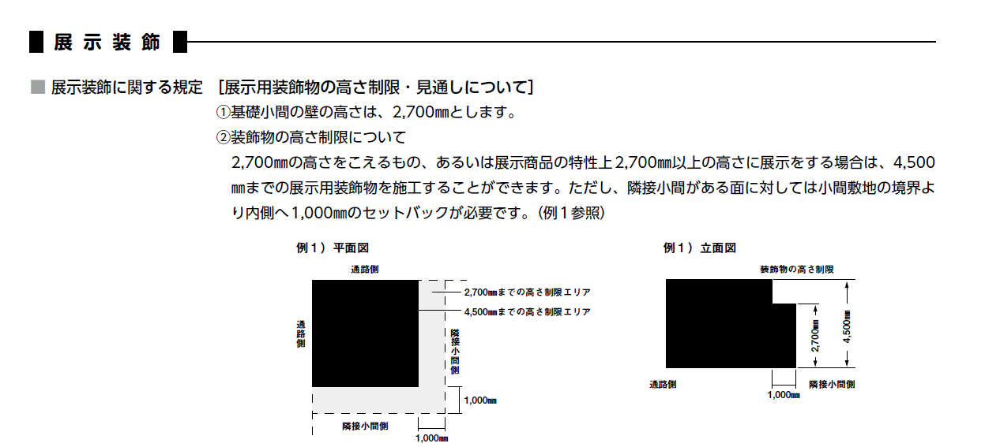 展示装飾
展示装飾に関する規定 [展示用装飾物の高さ制限・見通しについて]
①基礎小間の壁の高さは、2,700㎜とします。
②装飾物の高さ制限について
2,700㎜の高さをこえるもの、あるいは展示商品の特性上2,700㎜以上の高さに展示をする場合は、4,500
㎜までの展示用装飾物を施工することができます。ただし、隣接小間がある面に対しては小間敷地の境界よ
り内側へ1,000㎜のセットバックが必要です。（例1参照）
例1）平面図
通路側
2,700㎜までの高さ制限エリア
4,500㎜までの高さ制限エリア
通路側
隣接小間側
1,000㎜
隣接小間側
1,000㎜
例1）立面図
装飾物の高さ制限
2,700㎜
4,500㎜
通路側
1,000㎜
隣接小間側